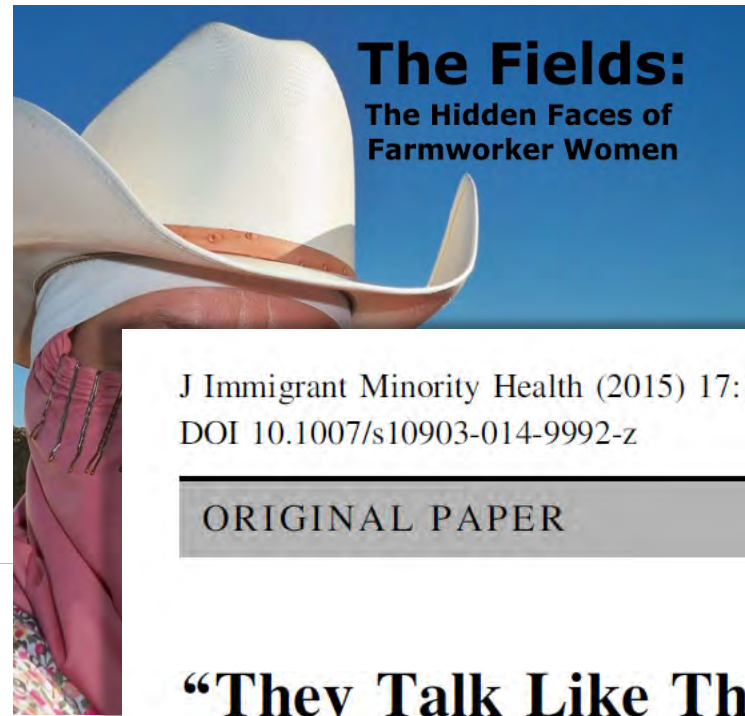 The Fields:
The Hidden Faces of
Farmworker Women
J Immigrant Minority Health (2015) 17:
DOI 10.1007/s10903-014-9992-z
ORIGINAL PAPER
“They Talk Like Th